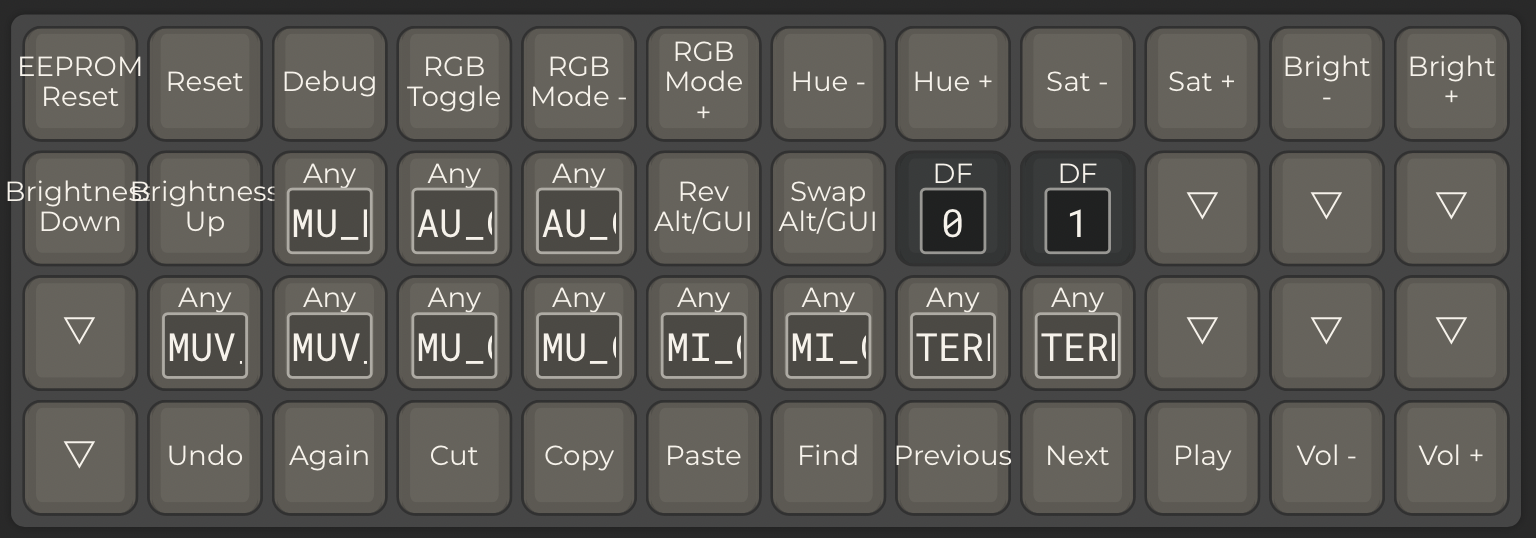 EEPROM
Reset
Reset
Debug
RGB
Toggle
RGB
Mode -
RGB
Mode
+
Hue -
Hue +
Sat -
Sat +
Bright
-
Bright
+
Brightness
Down
Brightness
Up
Any
Any
AU_
Any
AU_
Rev
Alt/GUI
Swap
Alt/GUI
DF
0
DF
1
Any
MUV_
Any
MUV_
Any
MU_
Any
MU_
Any
MI_
Any
MI_
Any
TER
Any
TER
Undo
Again
Cut
Copy
Paste
Find
Previous
Next
Play
Vol -
Vol +